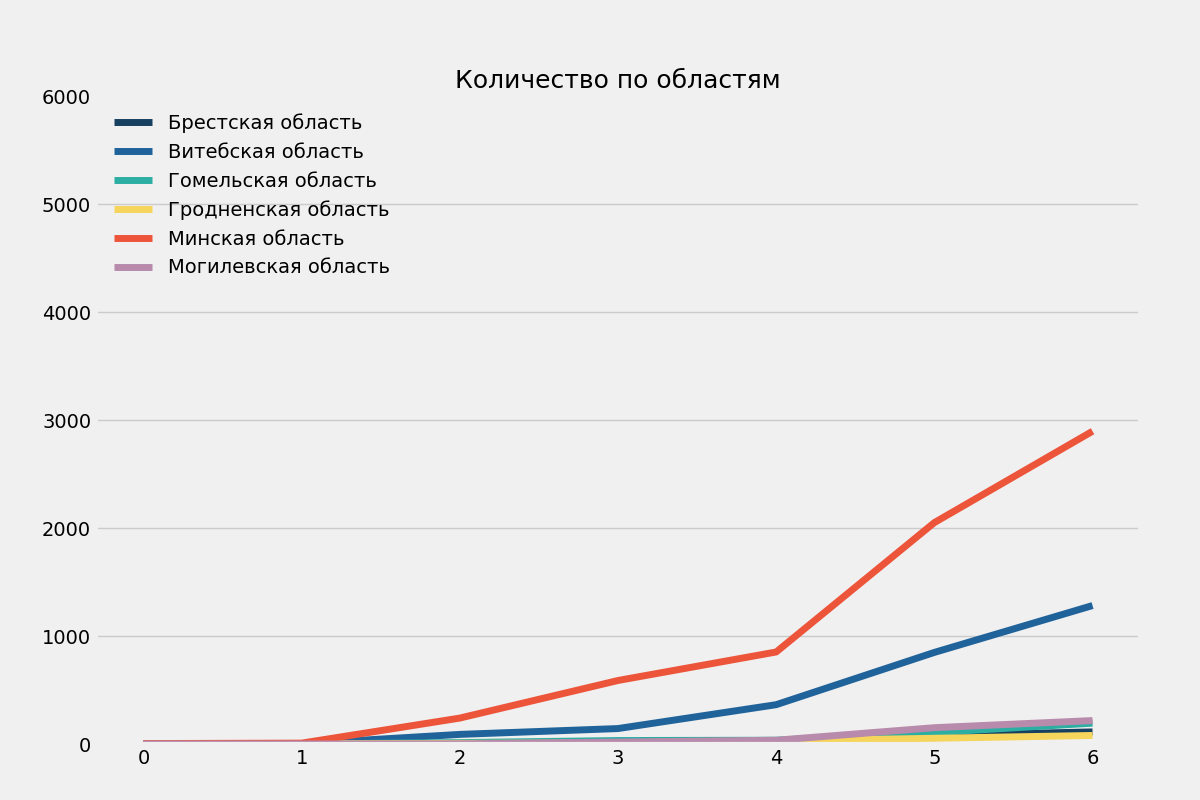 Количество по областям
6000
Брестская область
Витебская область
Гомельская область
5000
Гродненская область
Минская область
Могилевская область
4000
3000
2000
1000
0
0 1 2 3 4 5 6